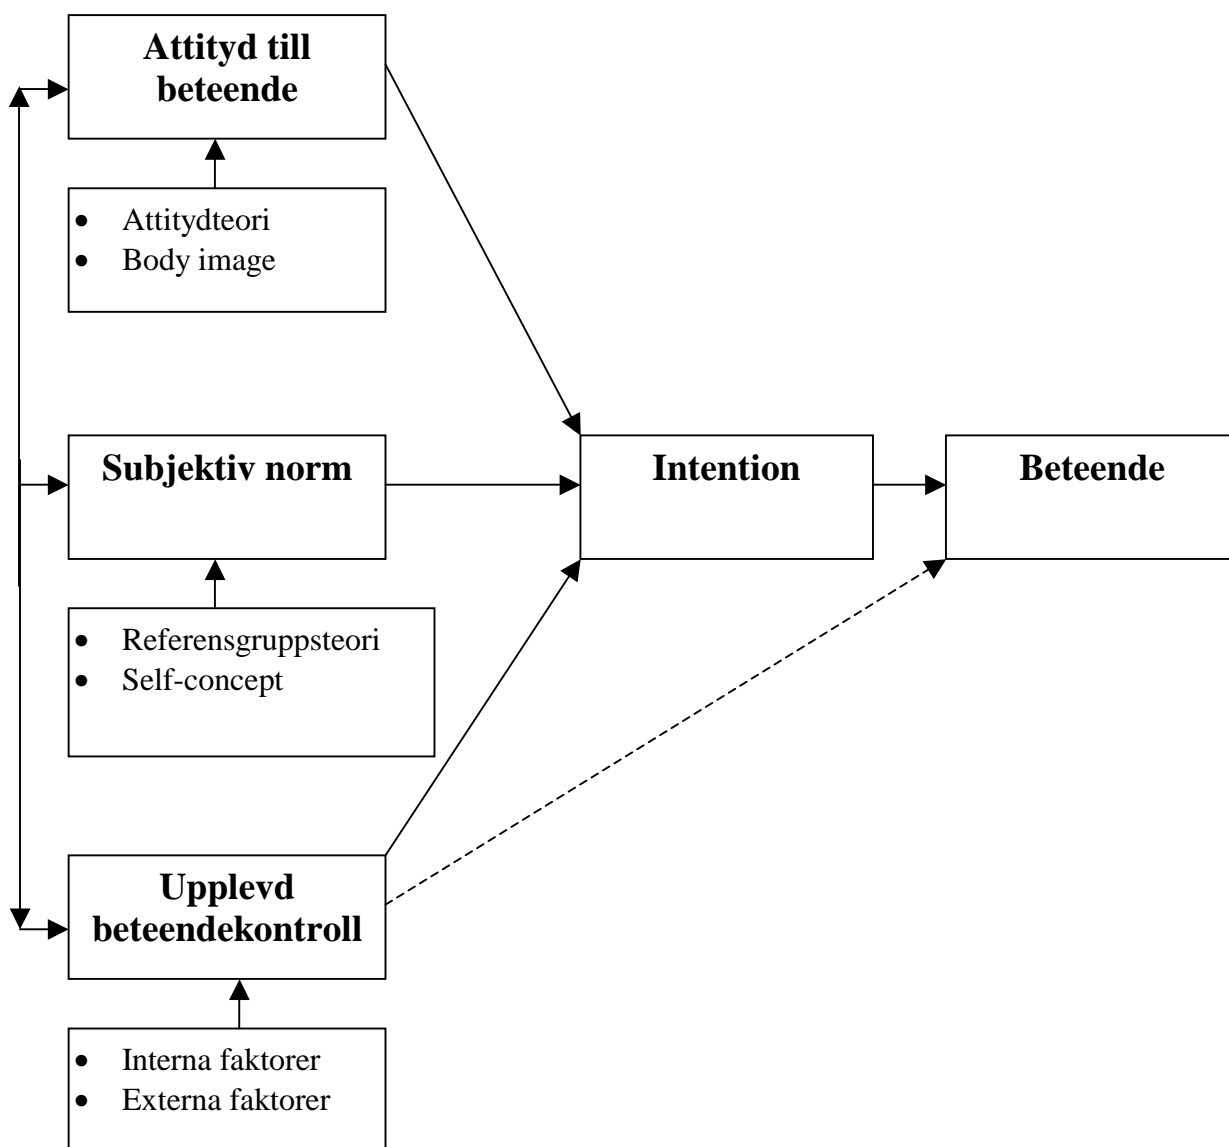 Attityd till
beteende
• Attitydteori
• Body image
Subjektiv norm
Intention
Beteende
• Referensgruppsteori
• Self-concept
Upplevd
beteendekontroll
• Interna faktorer
• Externa faktorer